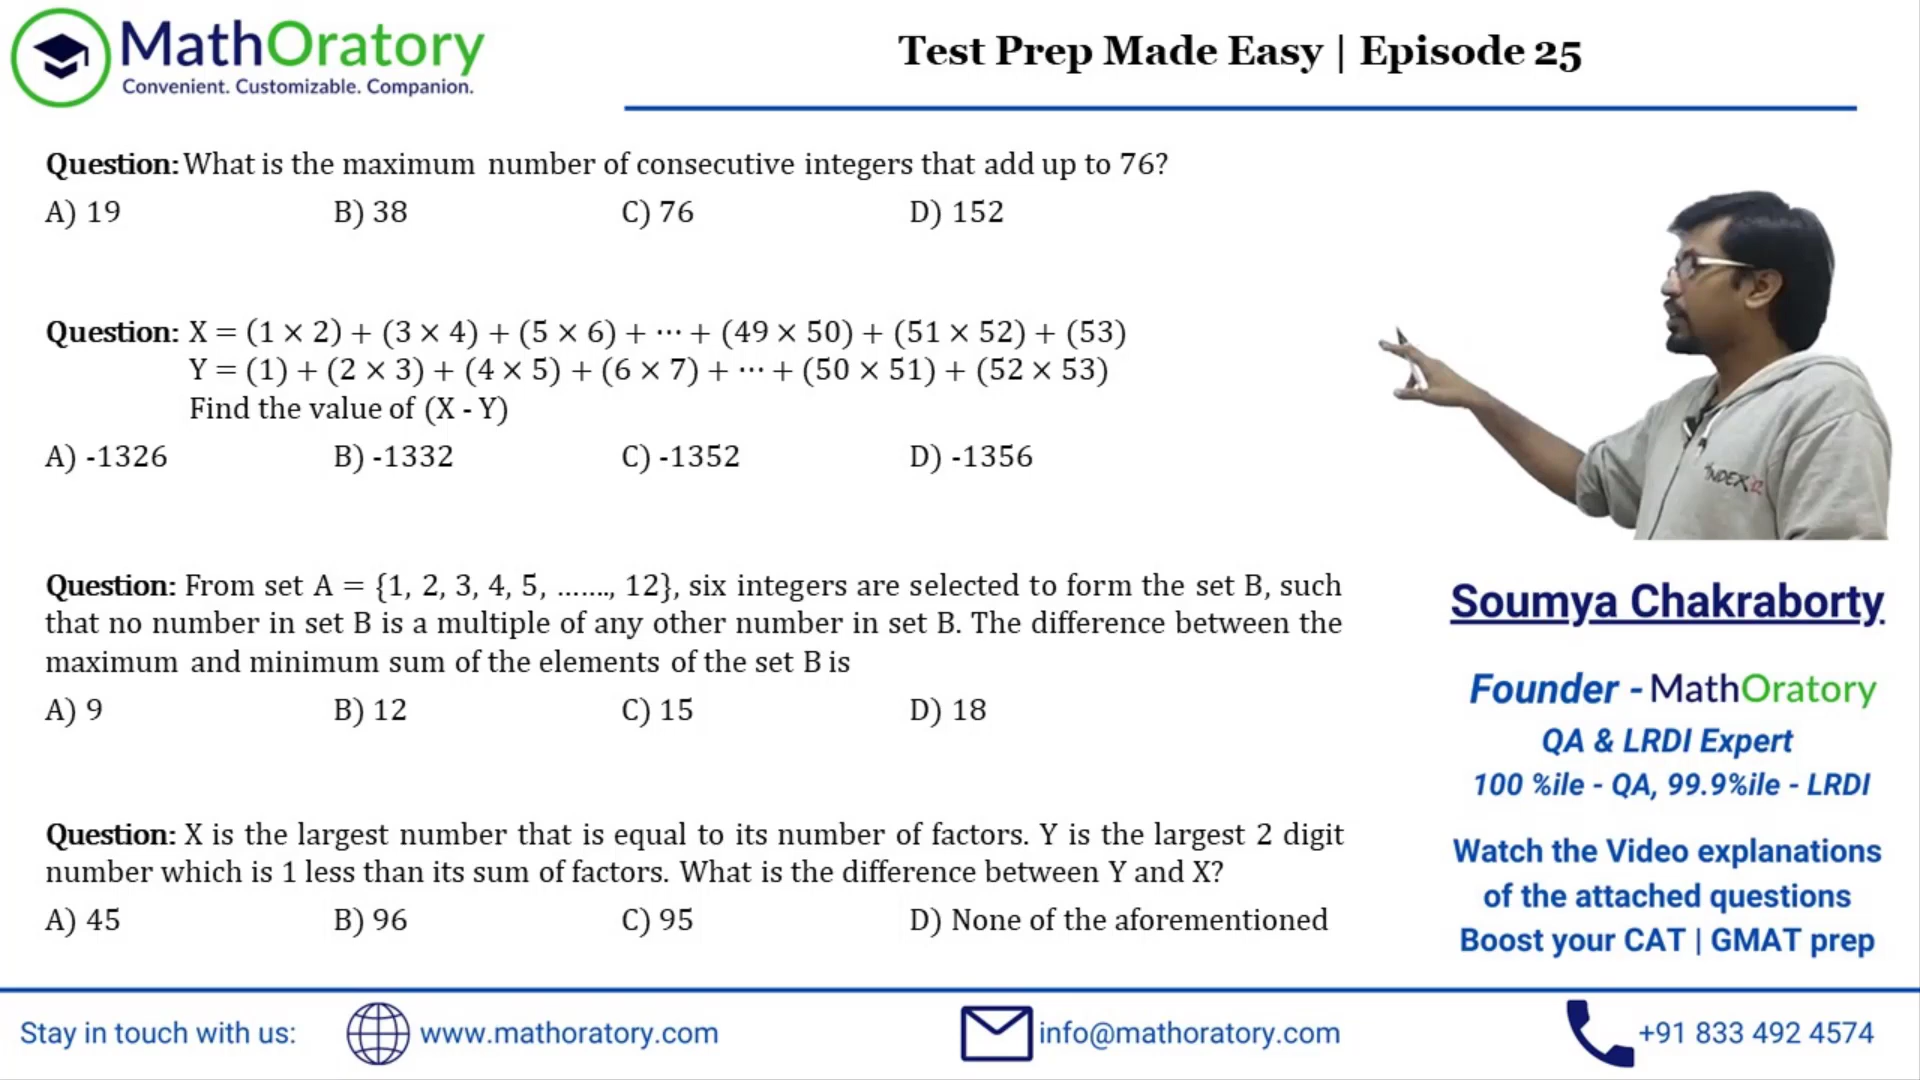 MathOratory
Convenient. Customizable. Companion.
Test Prep Made Easy | Episode 25
Question: What is the maximum number of consecutive integers that add up to 76?
A) 19 B) 38 C) 76 D) 152
Question: X = (1 × 2) + (3 × 4) + (5 × 6) + ⋯ + (49 × 50) + (51 × 52) + (53)
Y = (1) + (2 × 3) + (4 × 5) + (6 × 7) + ⋯ + (50 × 51) + (52 × 53)
Find the value of (X - Y)
A) -1326 B) -1332 C) -1352 D) -1356
Question: From set A = {1, 2, 3, 4, 5, ......., 12}, six integers are selected to form the set B, such
that no number in set B is a multiple of any other number in set B. The difference between the
maximum and minimum sum of the elements of the set B is
A) 9 B) 12 C) 15 D) 18
Question: X is the largest number that is equal to its number of factors. Y is the largest 2 digit
number which is 1 less than its sum of factors. What is the difference between Y and X?
A) 45 B) 96 C) 95 D) None of the aforementioned
INDEX
Soumya Chakraborty
Founder - MathOratory
QA & LRDI Expert
100 %ile - QA, 99.9%ile - LRDI
Watch the Video explanations
of the attached questions
Boost your CAT | GMAT prep
Stay in touch with us: www.mathoratory.com info@mathoratory.com +91 833 492 4574